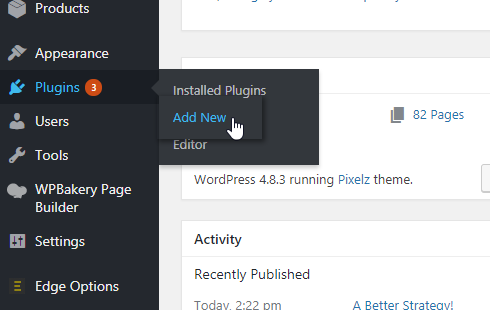 Products
Appearance
Plugins 3
Users
Tools
WPBakery Page
Builder
Settings
Edge Options
Installed Plugins
Add New
Editor
82 Pages
WordPress 4.8.3 running Pixelz theme.
Activity
Recently Published
Today, 2:22 pm
A Better Strategy!